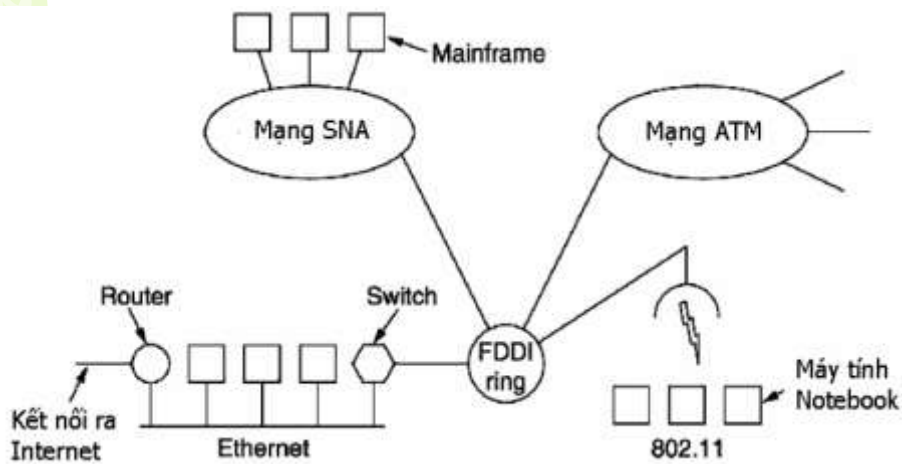 Mainframe
Mạng SNA
Mạng ATM
Router
Switch
FDDI
ring
Máy tính
Notebook
Kết nối ra
Internet
Ethernet
802.11